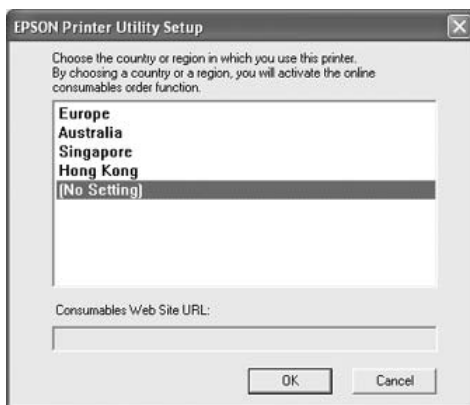 EPSON Printer Utility Setup
Choose the country or region in which you use this printer.
By choosing a country or a region, you will activate the online
consumables order function.
Europe
Australia
Singapore
Hong Kong
(No Setting)
Consumables Web Site URL:
OK
Cancel